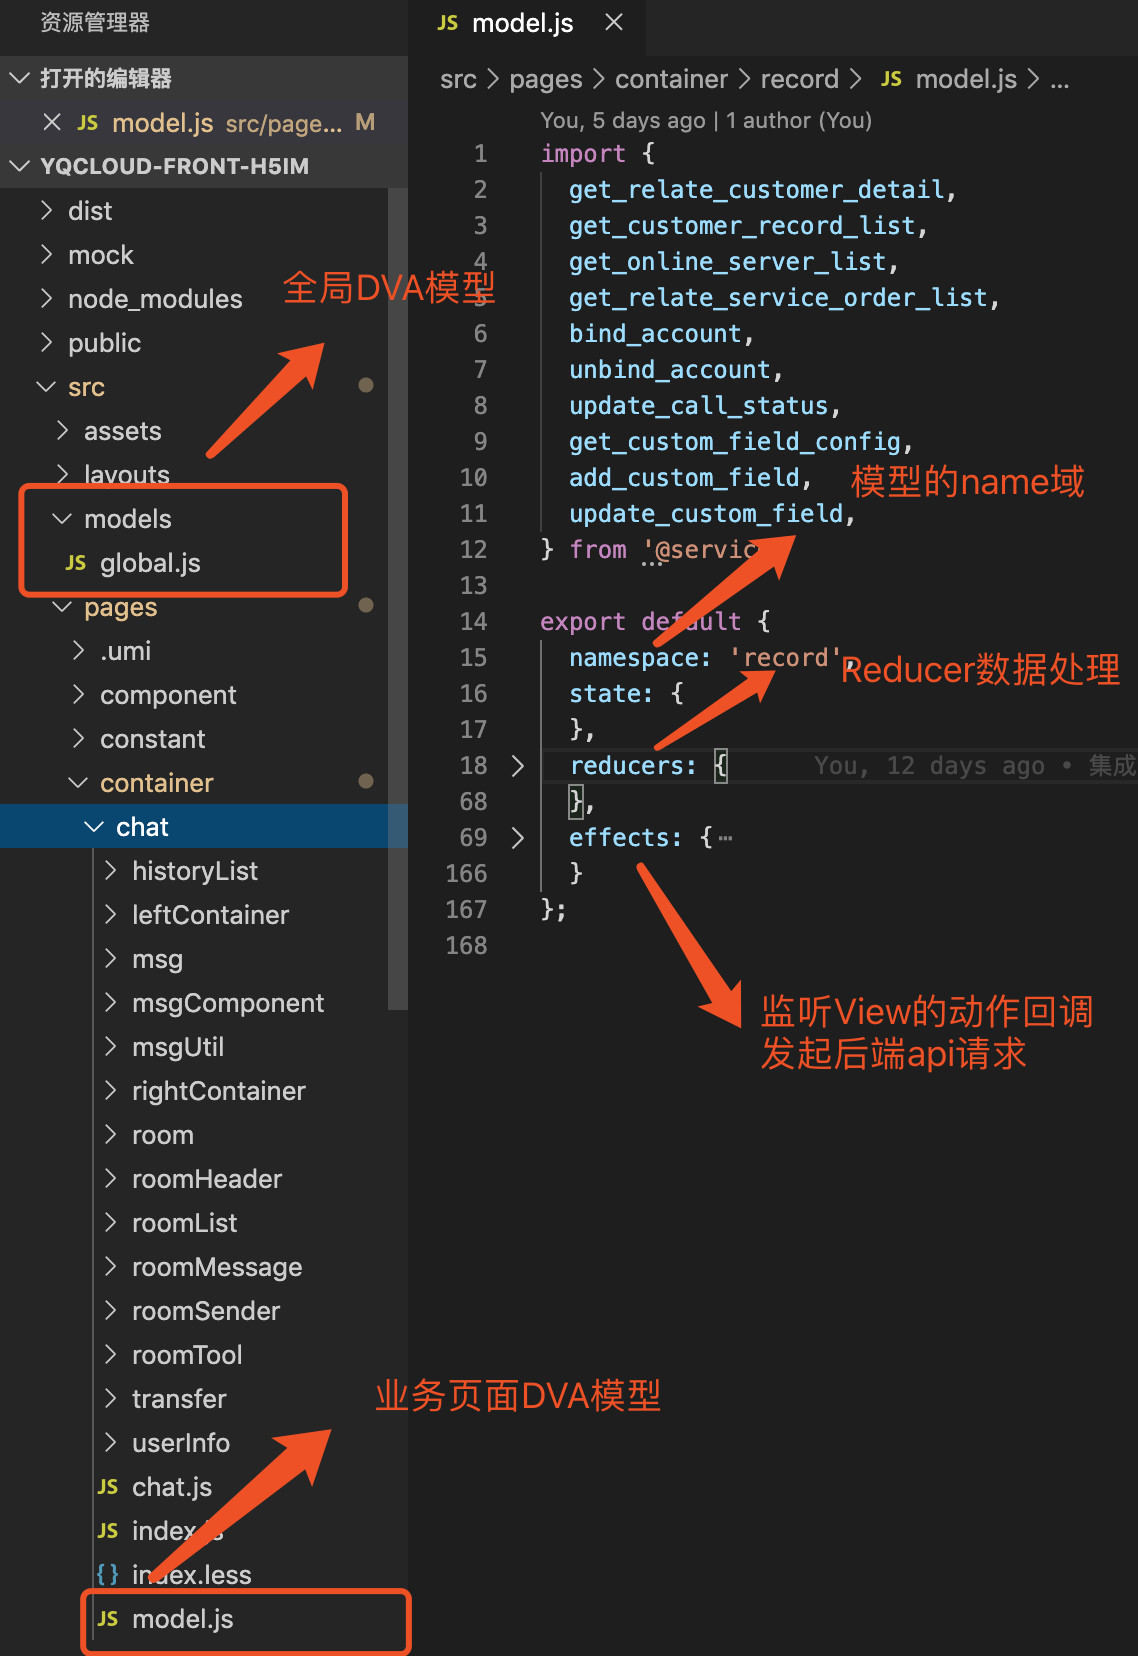 资源管理器
打开的编辑器
JS model.js src/page... M
YQCLOUD-FRONT-H5IM
dist
mock
node_modules
public
src
assets
layouts
models
JS global.js
pages
.umi
component
constant
container
chat
historyList
leftContainer
msg
msgComponent
msgUtil
rightContainer
room
roomHeader
roomList
roomMessage
roomSender
roomTool
transfer
userInfo
JS chat.js
JS index.js
{} index.less
JS model.js
全局DVA模型
业务页面DVA模型
JS model.js
src > pages > container > record > JS model.js > ...
You, 5 days ago | 1 author (You)
1 import {
2 get_relate_customer_detail,
3 get_customer_record_list,
4 get_online_server_list,
5 get_relate_service_order_list,
6 bind_account,
7 unbind_account,
8 update_call_status,
9 get_custom_field_config,
10 add_custom_field,
11 update_custom_field,
12 } from '@servic
13
14 export default {
15 namespace: 'record',
16 state: {
17 },
18 reducers: { You, 12 days ago • 集成
68 },
69 effects: {⋯
166 }
167 };
168
模型的name域
Reducer数据处理
监听View的动作回调
发起后端api请求